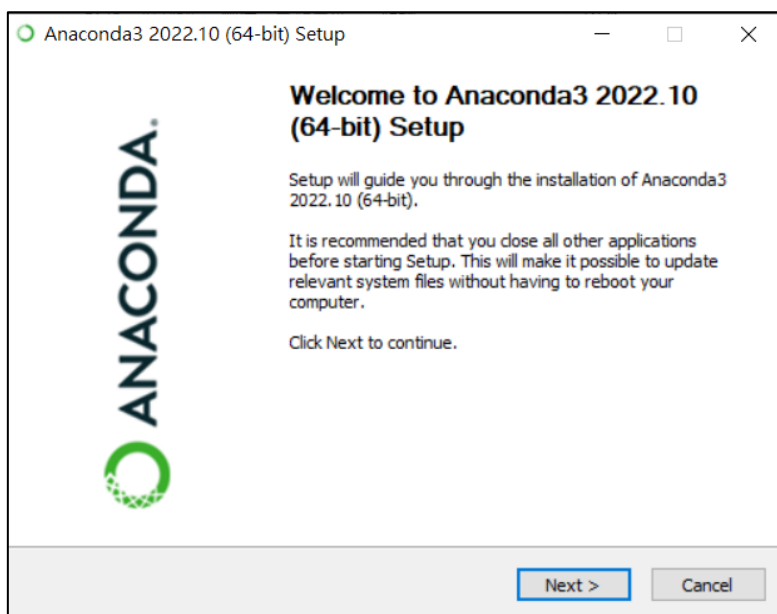 Anaconda3 2022.10 (64-bit) Setup
Welcome to Anaconda3 2022.10
(64-bit) Setup
Setup will guide you through the installation of Anaconda3
2022.10 (64-bit).
It is recommended that you close all other applications
before starting Setup. This will make it possible to update
relevant system files without having to reboot your
computer.
Click Next to continue.
ANACONDA.
Next >
Cancel